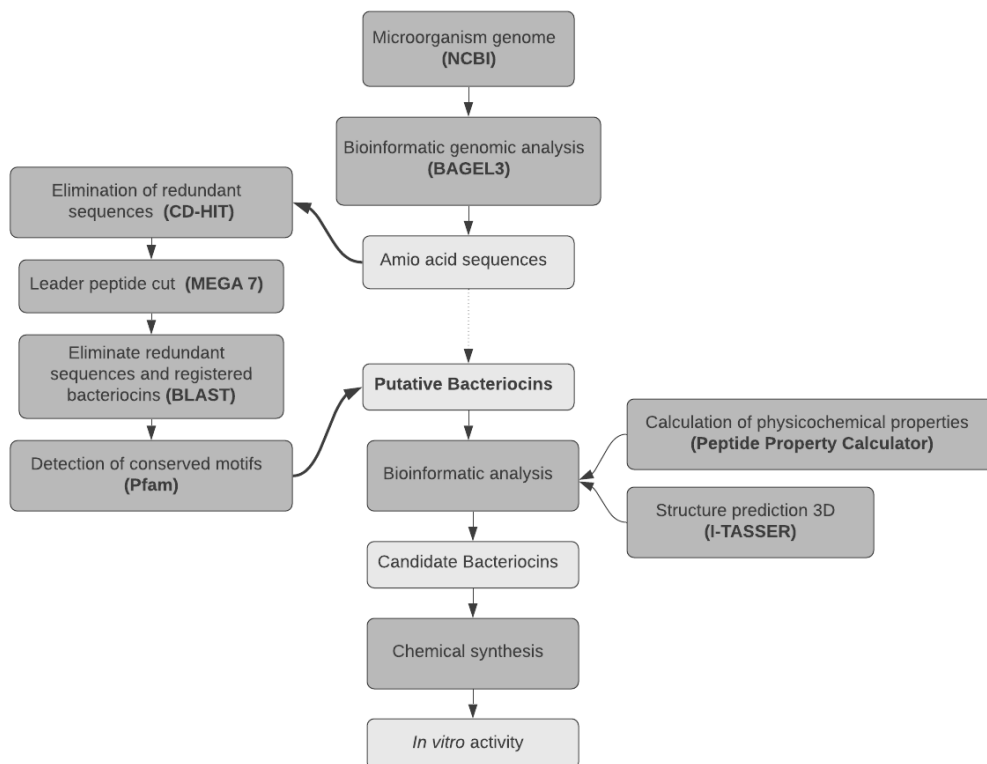 Microorganism genome
(NCBI)
Bioinformatic genomic analysis
(BAGEL3)
Amio acid sequences
Elimination of redundant
sequences (CD-HIT)
Leader peptide cut (MEGA 7)
Eliminate redundant
sequences and registered
bacteriocins (BLAST)
Detection of conserved motifs
(Pfam)
Putative Bacteriocins
Bioinformatic analysis
Calculation of physicochemical properties
(Peptide Property Calculator)
Structure prediction 3D
(I-TASSER)
Candidate Bacteriocins
Chemical synthesis
In vitro activity